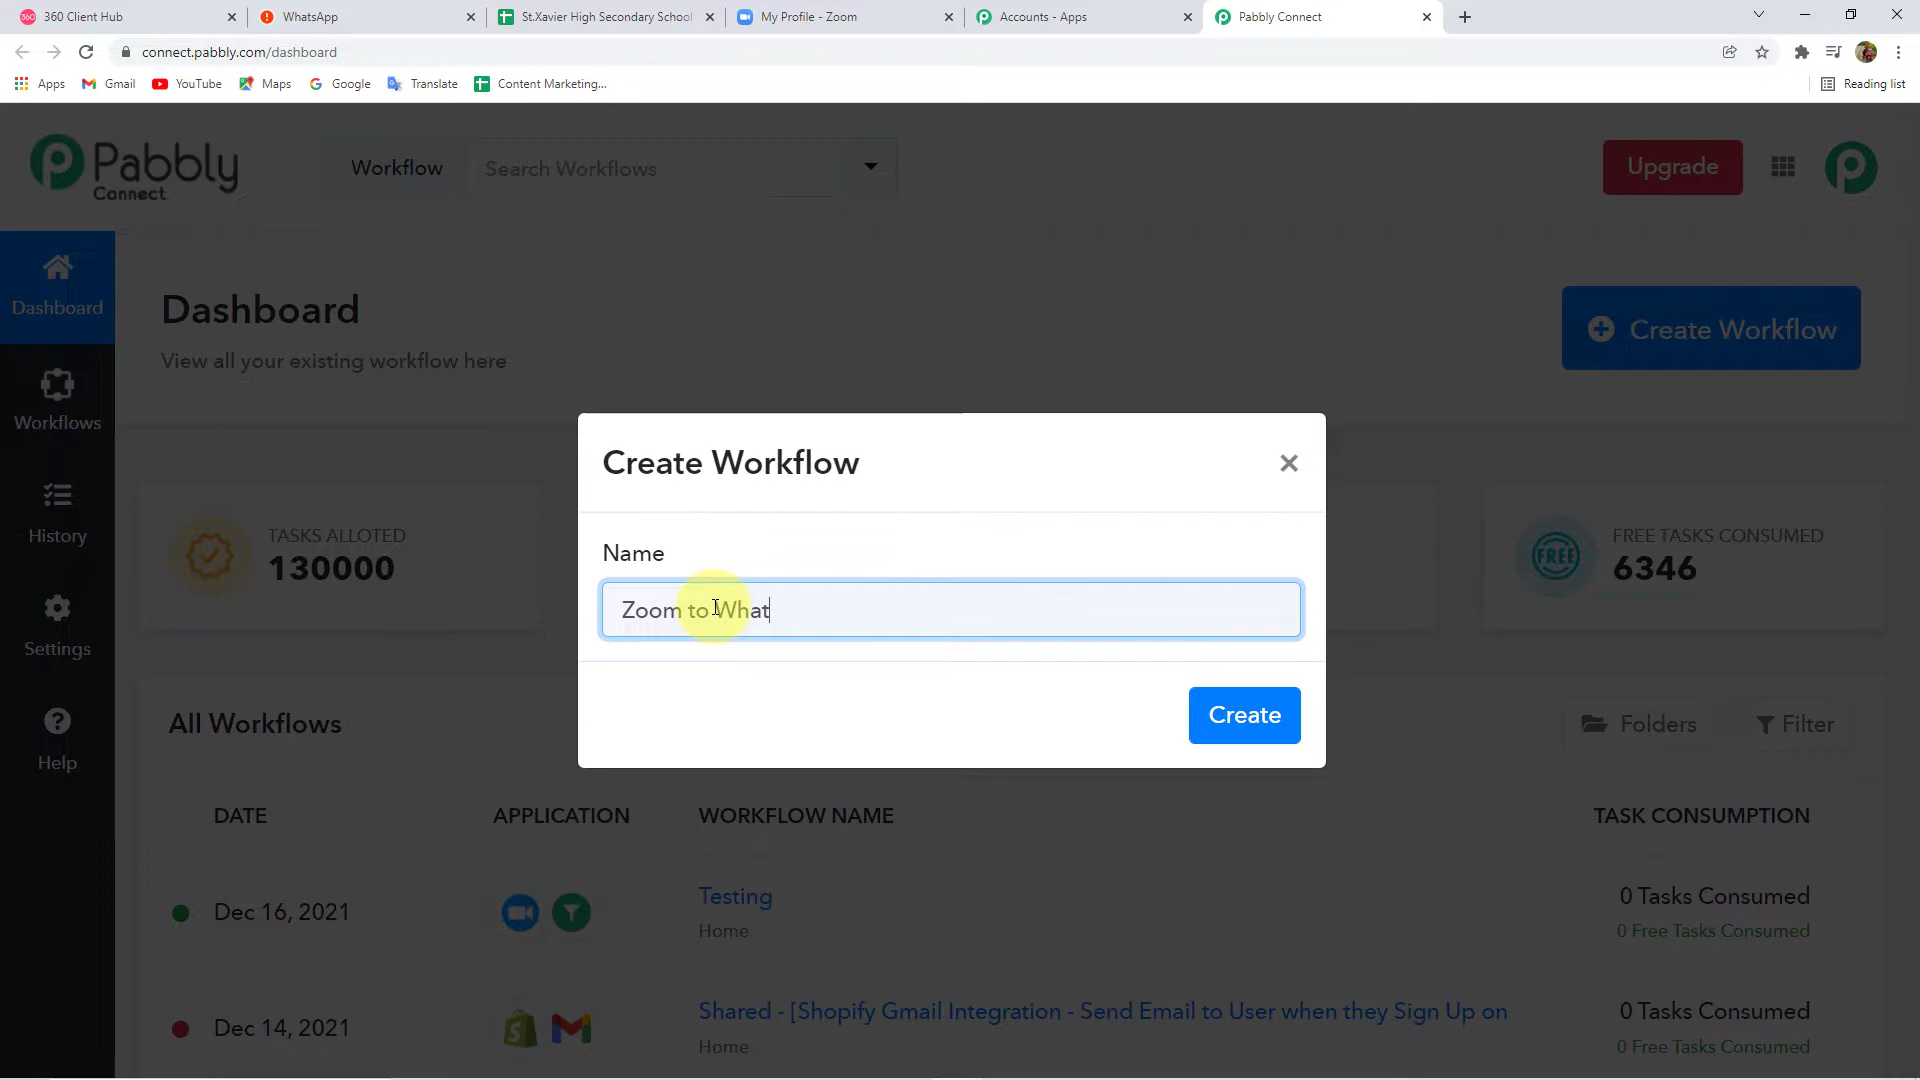 360 Client Hub
WhatsApp
St.Xavier High Secondary School
My Profile - Zoom
Accounts - Apps
Pabbly Connect
connect.pabbly.com/dashboard
Apps
Gmail
YouTube
Maps
Google
Translate
Content Marketing...
Reading list
Pabbly
Connect
Workflow
Search Workflows
Upgrade
Dashboard
Workflows
History
Settings
Help
Dashboard
View all your existing workflow here
Create Workflow
TASKS ALLOTED
130000
FREE
FREE TASKS CONSUMED
6346
Create Workflow
Name
Zoom to What
Create
All Workflows
Folders
Filter
DATE
APPLICATION
WORKFLOW NAME
TASK CONSUMPTION
Dec 16, 2021
Testing
Home
0 Tasks Consumed
0 Free Tasks Consumed
Dec 14, 2021
Shared - [Shopify Gmail Integration - Send Email to User when they Sign Up on
Home
0 Tasks Consumed
0 Free Tasks Consumed